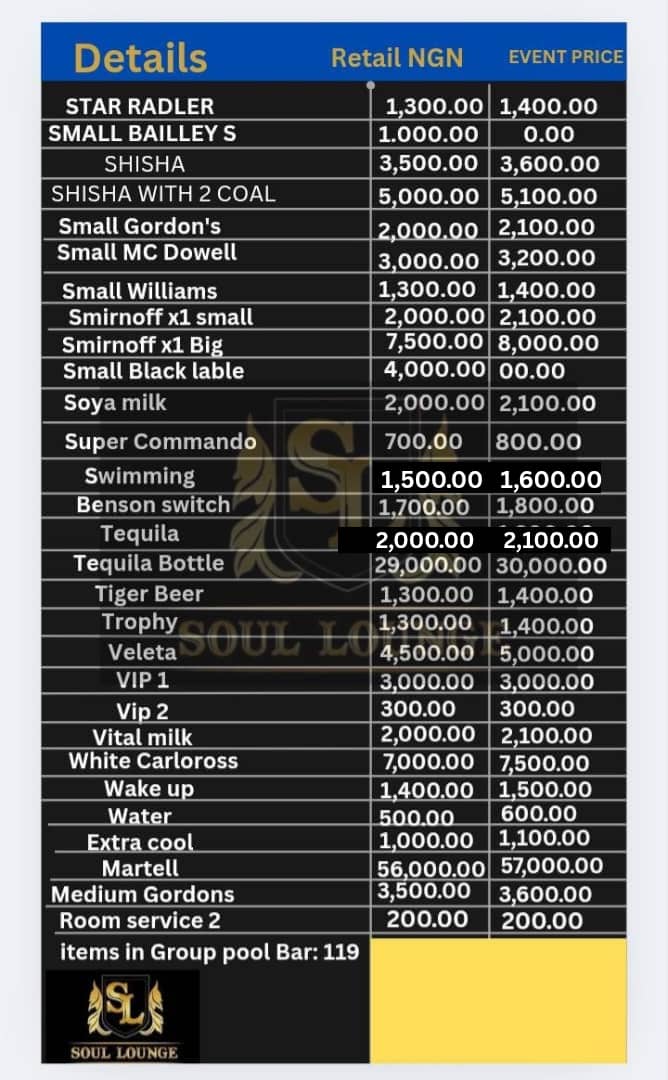 Details Retail NGN EVENT PRICE
STAR RADLER 1,300.00 1,400.00
SMALL BAILLEY S 1.000.00 0.00
SHISHA 3,500.00 3,600.00
SHISHA WITH 2 COAL 5,000.00 5,100.00
Small Gordon's 2,000.00 2,100.00
Small MC Dowell 3,000.00 3,200.00
Small Williams 1,300.00 1,400.00
Smirnoff x1 small 2,000.00 2,100.00
Smirnoff x1 Big 7,500.00 8,000.00
Small Black lable 4,000.00 00.00
Soya milk 2,000.00 2,100.00
Super Commando 700.00 800.00
Swimming 1,500.00 1,600.00
Benson switch 1,700.00 1,800.00
Tequila 2,000.00 2,100.00
Tequila Bottle 29,000.00 30,000.00
Tiger Beer 1,300.00 1,400.00
Trophy 1,300.00 1,400.00
SOUL LOUNGE
Veleta 4,500.00 5,000.00
VIP 1 3,000.00 3,000.00
Vip 2 300.00 300.00
Vital milk 2,000.00 2,100.00
White Carloross 7,000.00 7,500.00
Wake up 1,400.00 1,500.00
Water 500.00 600.00
Extra cool 1,000.00 1,100.00
Martell 56,000.00 57,000.00
Medium Gordons 3,500.00 3,600.00
Room service 2 200.00 200.00
items in Group pool Bar: 119
SL
SOUL LOUNGE